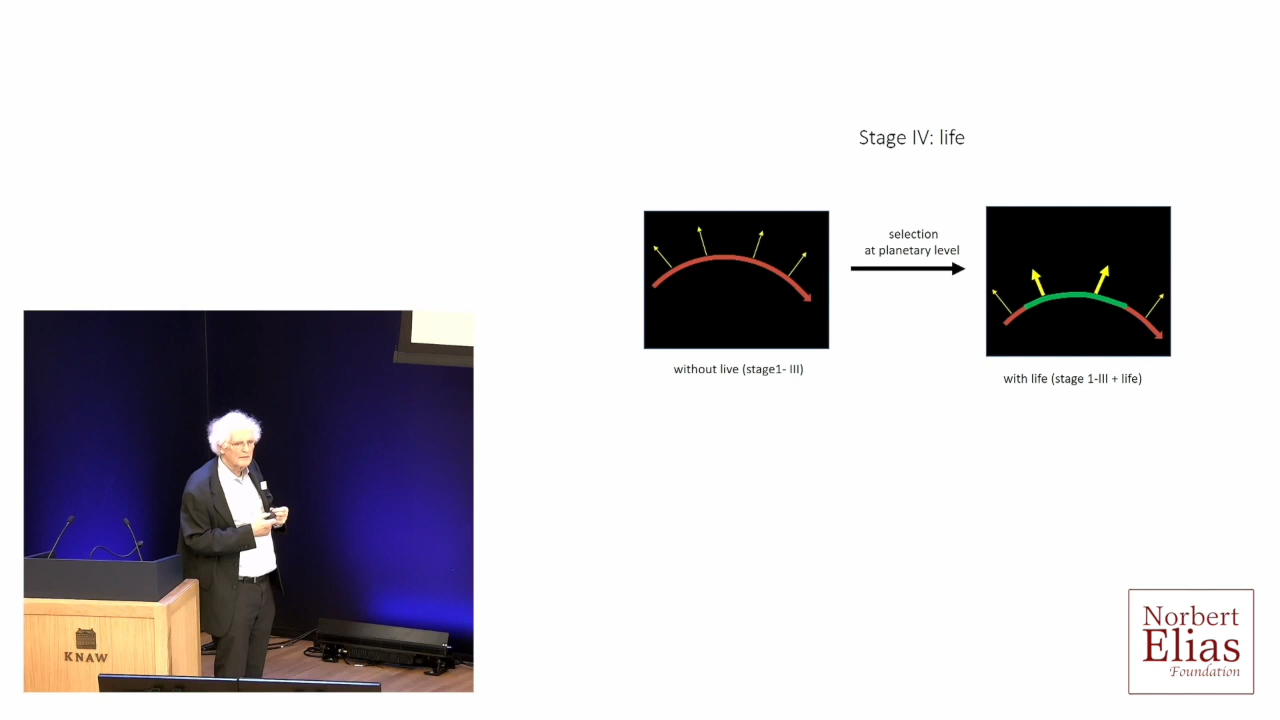 Stage IV: life
selection
at planetary level
without live (stage1- III)
with life (stage 1-III + life)
KNAW
Norbert
Elias
Foundation